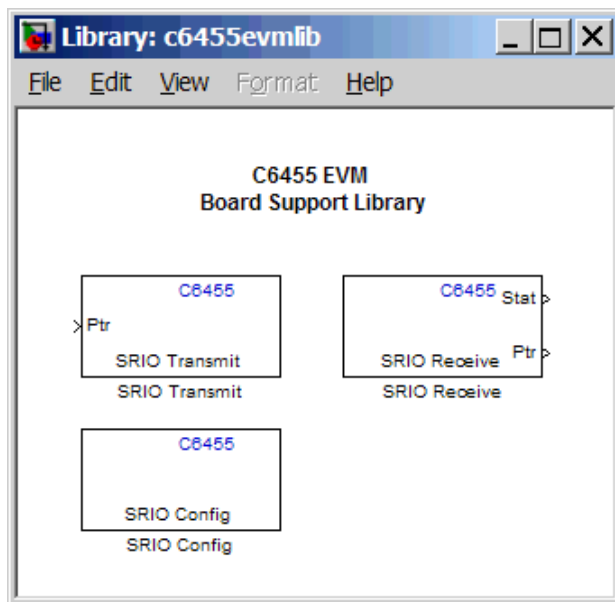 Library: c6455evmlib
File Edit View Format Help
C6455 EVM
Board Support Library
C6455
Ptr
SRIO Transmit
SRIO Transmit
C6455
Stat
Ptr
SRIO Receive
SRIO Receive
C6455
SRIO Config
SRIO Config